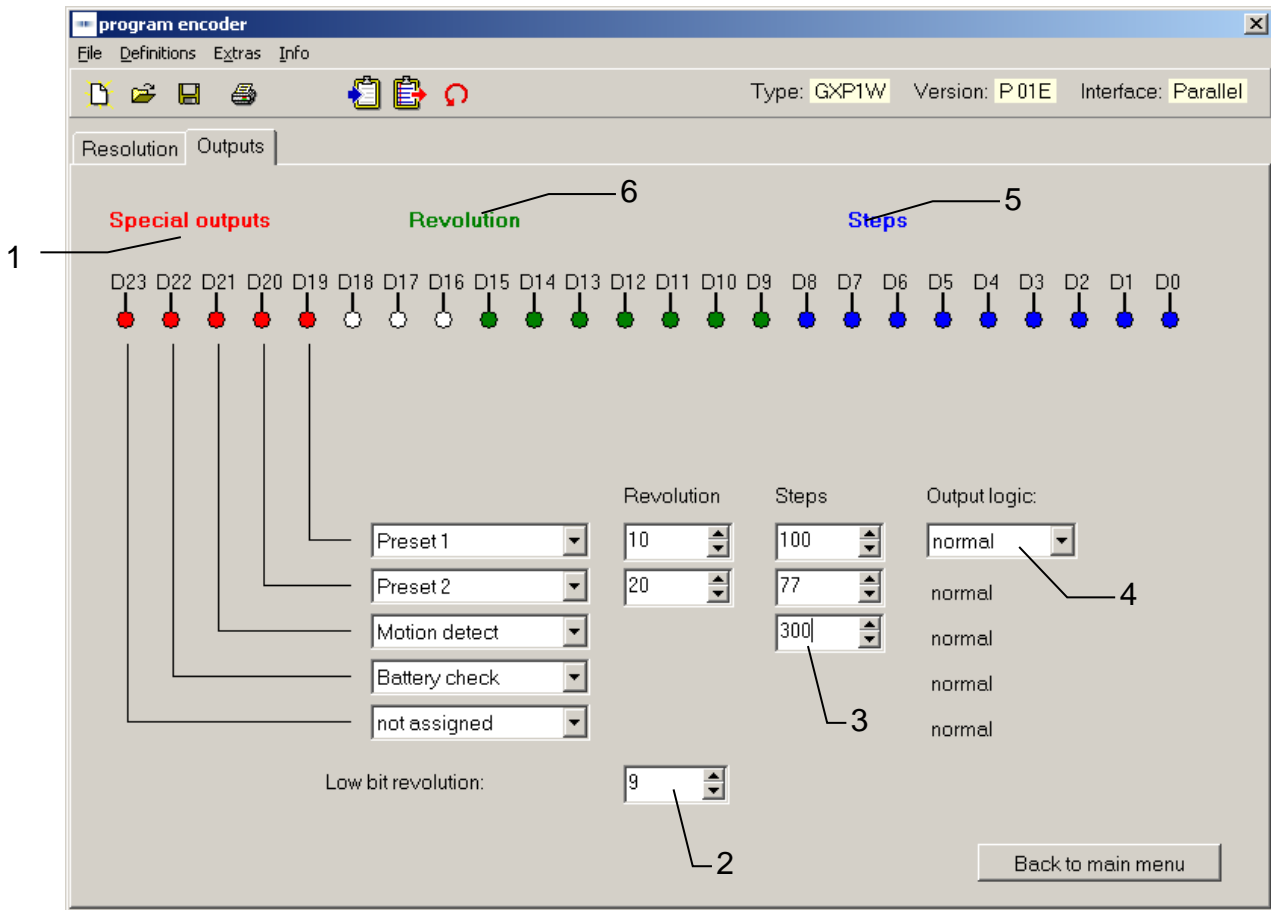 program encoder
File Definitions Extras Info
Type: GXP1W Version: P 01E Interface: Parallel
Resolution Outputs
6
5
Special outputs Revolution Steps
1
D23 D22 D21 D20 D19 D18 D17 D16 D15 D14 D13 D12 D11 D10 D9 D8 D7 D6 D5 D4 D3 D2 D1 D0
Revolution Steps Output logic:
Preset 1 10 100 normal
Preset 2 20 77 normal
4
Motion detect 300 normal
Battery check normal
3
not assigned normal
Low bit revolution: 9
2
Back to main menu